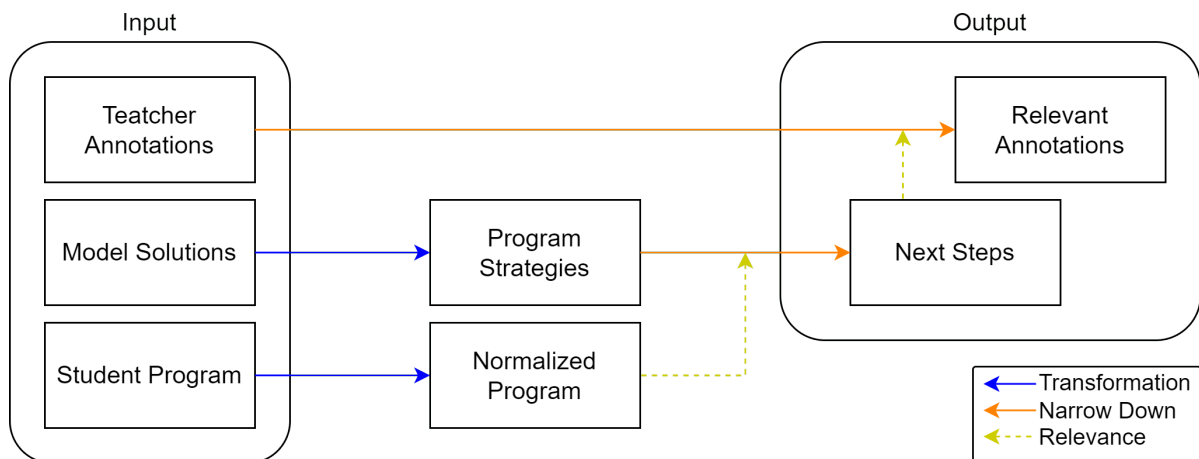 Input
Output
Teatcher
Annotations
Relevant
Annotations
Model Solutions
Program
Strategies
Next Steps
Student Program
Normalized
Program
Transformation
Narrow Down
Relevance